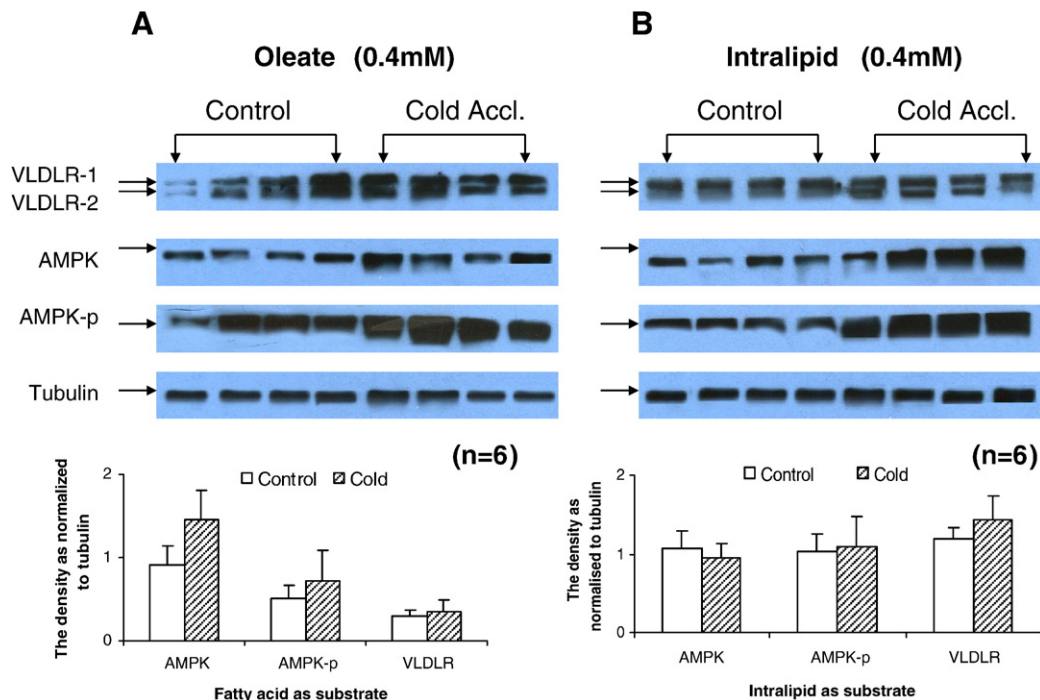 A
Oleate (0.4mM)
Control
Cold Accl.
VLDLR-1
VLDLR-2
AMPK
AMPK-p
Tubulin
(n=6)
The density as normalized
to tubulin
2
1
0
Control
Cold
AMPK
AMPK-p
VLDLR
Fatty acid as substrate
B
Intralipid (0.4mM)
Control
Cold Accl.
(n=6)
The density as
normalised to tubulin
2
1
0
Control
Cold
AMPK
AMPK-p
VLDLR
Intralipid as substrate